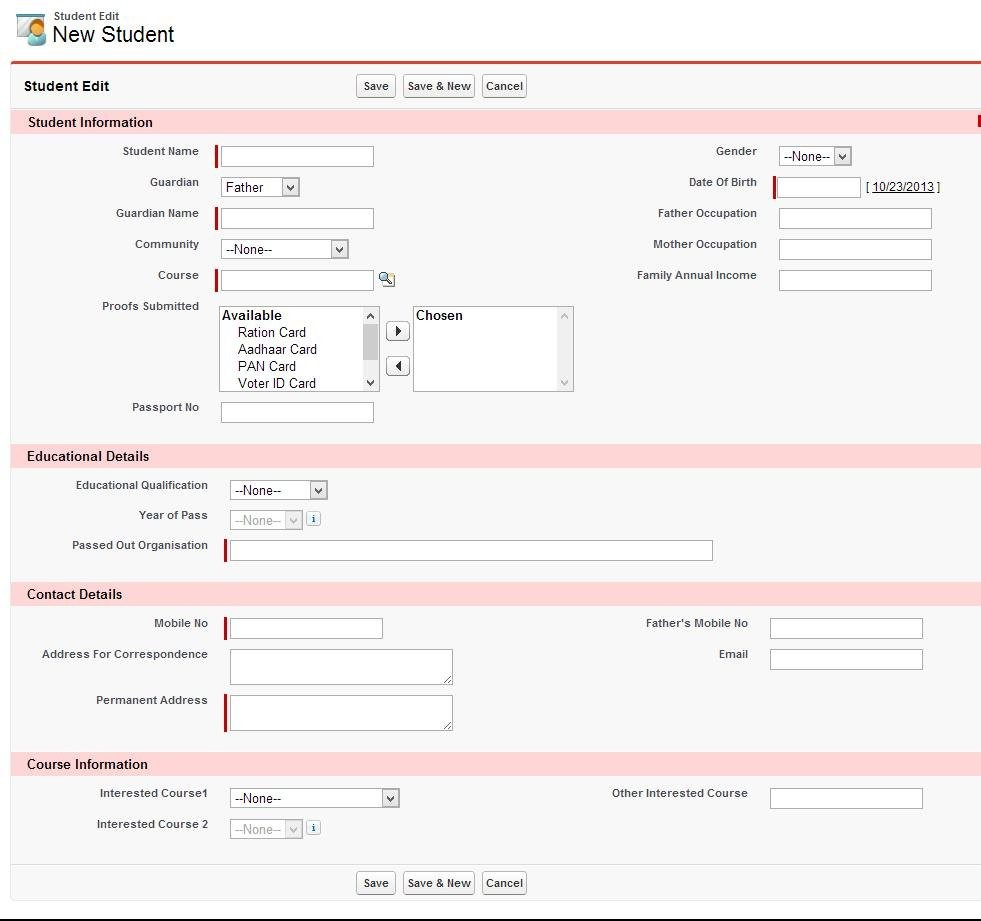 Student Edit
New Student
Student Edit Save Save & New Cancel
Student Information
Student Name Gender --None--
Guardian Father Date Of Birth [ 10/23/2013 ]
Guardian Name Father Occupation
Community --None-- Mother Occupation
Course Family Annual Income
Proofs Submitted Available Chosen
Ration Card
Aadhaar Card
PAN Card
Voter ID Card
Passport No
Educational Details
Educational Qualification --None--
Year of Pass --None-- i
Passed Out Organisation
Contact Details
Mobile No Father's Mobile No
Address For Correspondence Email
Permanent Address
Course Information
Interested Course1 --None-- Other Interested Course
Interested Course 2 --None-- i
Save Save & New Cancel